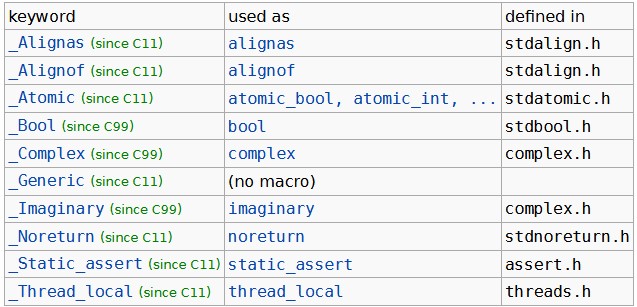 keyword used as defined in
_Alignas (since C11) alignas stdalign.h
_Alignof (since C11) alignof stdalign.h
_Atomic (since C11) atomic_bool, atomic_int, ... stdatomic.h
_Bool (since C99) bool stdbool.h
_Complex (since C99) complex complex.h
_Generic (since C11) (no macro)
_Imaginary (since C99) imaginary complex.h
_Noreturn (since C11) noreturn stdnoreturn.h
_Static_assert (since C11) static_assert assert.h
_Thread_local (since C11) thread_local threads.h